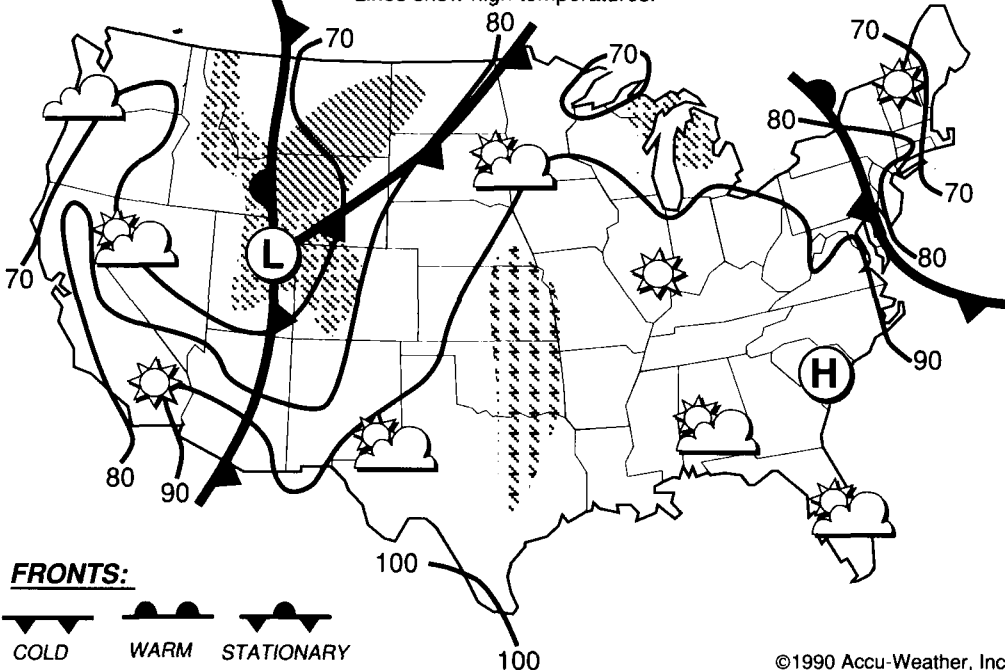 Lines show high temperatures.
70
80
70
70
80
70
80
70
L
H
90
80
90
100
100
FRONTS:
COLD WARM STATIONARY
©1990 Accu-Weather, Inc